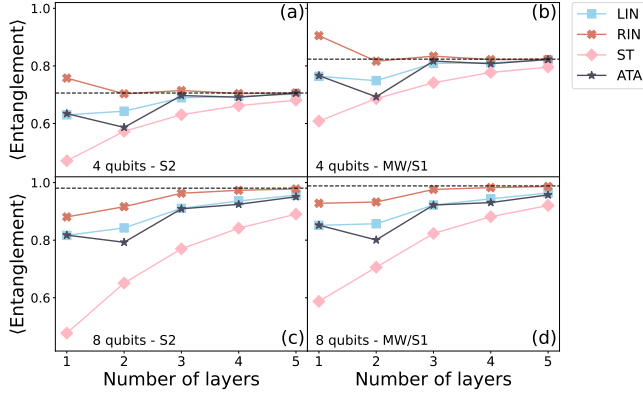 (a)
(b)
LIN
RIN
ST
ATA
1.0
0.8
0.6
⟨Entanglement⟩
4 qubits - S2
4 qubits - MW/S1
1.0
0.8
0.6
⟨Entanglement⟩
8 qubits - S2
(c)
8 qubits - MW/S1
(d)
1 2 3 4 5
1 2 3 4 5
Number of layers
Number of layers